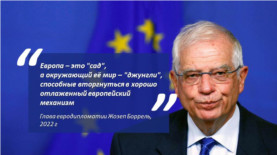 Европа – это "сад",
а окружающий её мир – "джунгли",
способные вторгнуться в хорошо
отлаженный европейский
механизм
Глава евродипломатии Жозеп Боррель,
2022 г